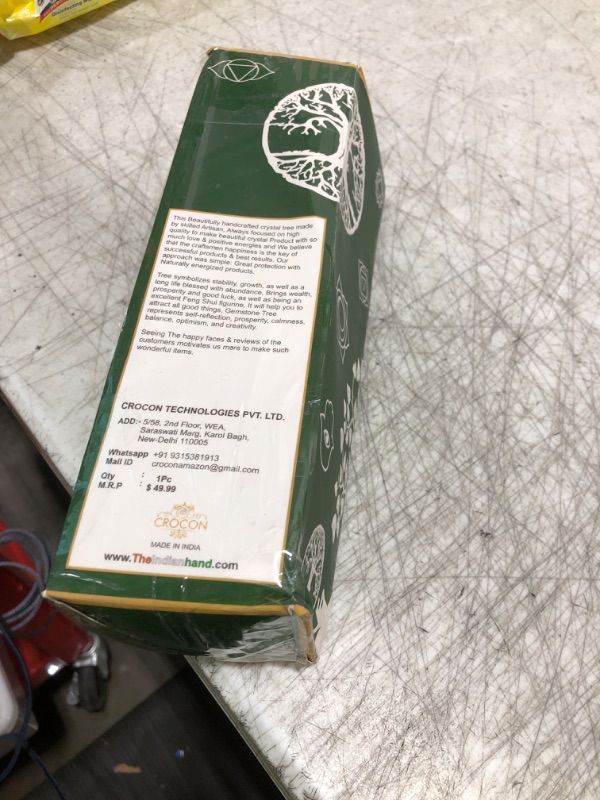 This Beautifully handcrafted crystal tree made
by skilled Artisan, Always focused on high
quality to make beautiful crystal Product with so
much love & positive energies and We believe
that the craftsmen happiness is the key of
successful products & best results. Our
approach was simple: Great protection with
Naturally energized products.
Tree symbolizes stability, growth, as well as a
long life blessed with abundance, Brings wealth,
prosperity and good luck, as well as being an
excellent Feng Shui figurine. It will help you to
attract all good things, Gemstone Tree
represents self-reflection, prosperity, calmness,
balance, optimism, and creativity.
Seeing The happy faces & reviews of the
customers motivates us mare to make such
wonderful items.
CROCON TECHNOLOGIES PVT. LTD.
ADD:- 5/58, 2nd Floor, WEA,
Saraswati Marg, Karol Bagh,
New-Delhi 110005
Whatsapp +91 9315381913
Mail ID croconamazon@gmail.com
Qty : 1Pc
M.R.P : $ 49.99
CROCON
MADE IN INDIA
www.Theindianhand.com